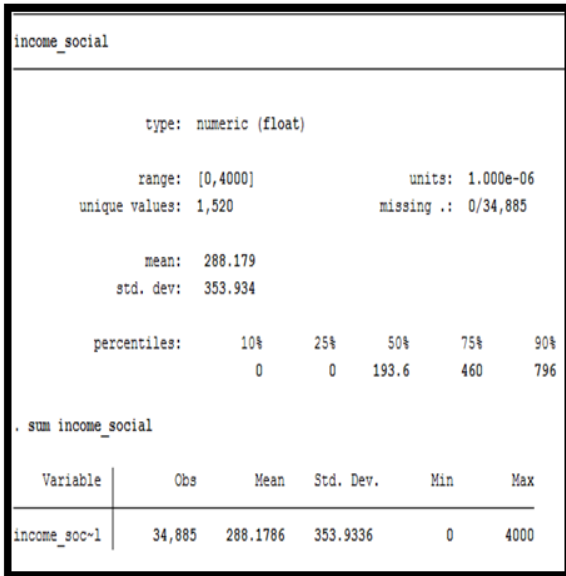 income_social
type: numeric (float)
range: [0,4000] units: 1.000e-06
unique values: 1,520 missing .: 0/34,885
mean: 288.179
std. dev: 353.934
percentiles: 10% 25% 50% 75% 90%
0 0 193.6 460 796
. sum income_social
Variable Obs Mean Std. Dev. Min Max
income_soc~l 34,885 288.1786 353.9336 0 4000